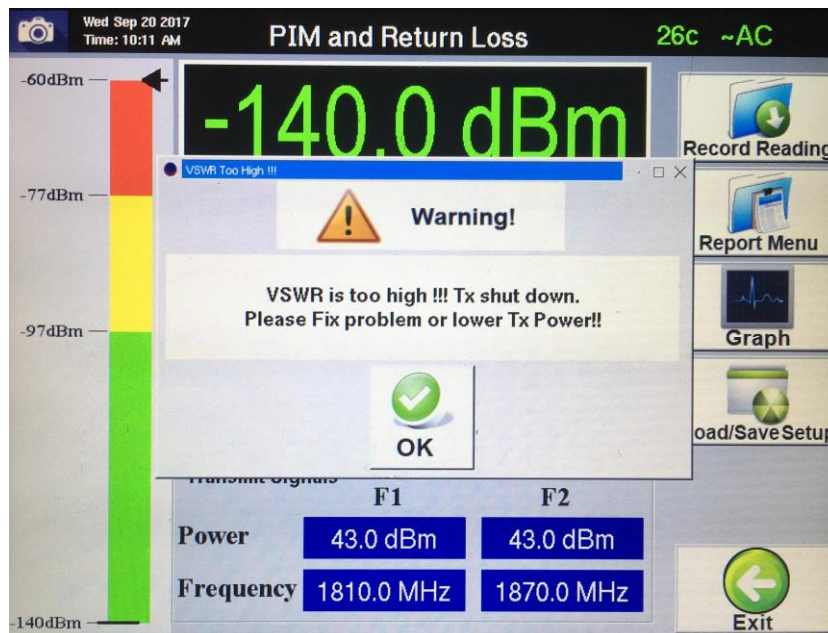 Wed Sep 20 2017
Time: 10:11 AM
PIM and Return Loss
26c ~AC
-60dBm
-77dBm
-97dBm
-140dBm
-140.0 dBm
VSWR Too High !!!
Warning!
VSWR is too high !!! Tx shut down.
Please Fix problem or lower Tx Power!!
OK
Transmit Signals
F1 F2
Power 43.0 dBm 43.0 dBm
Frequency 1810.0 MHz 1870.0 MHz
Record Reading
Report Menu
Graph
oad/Save Setup
Exit